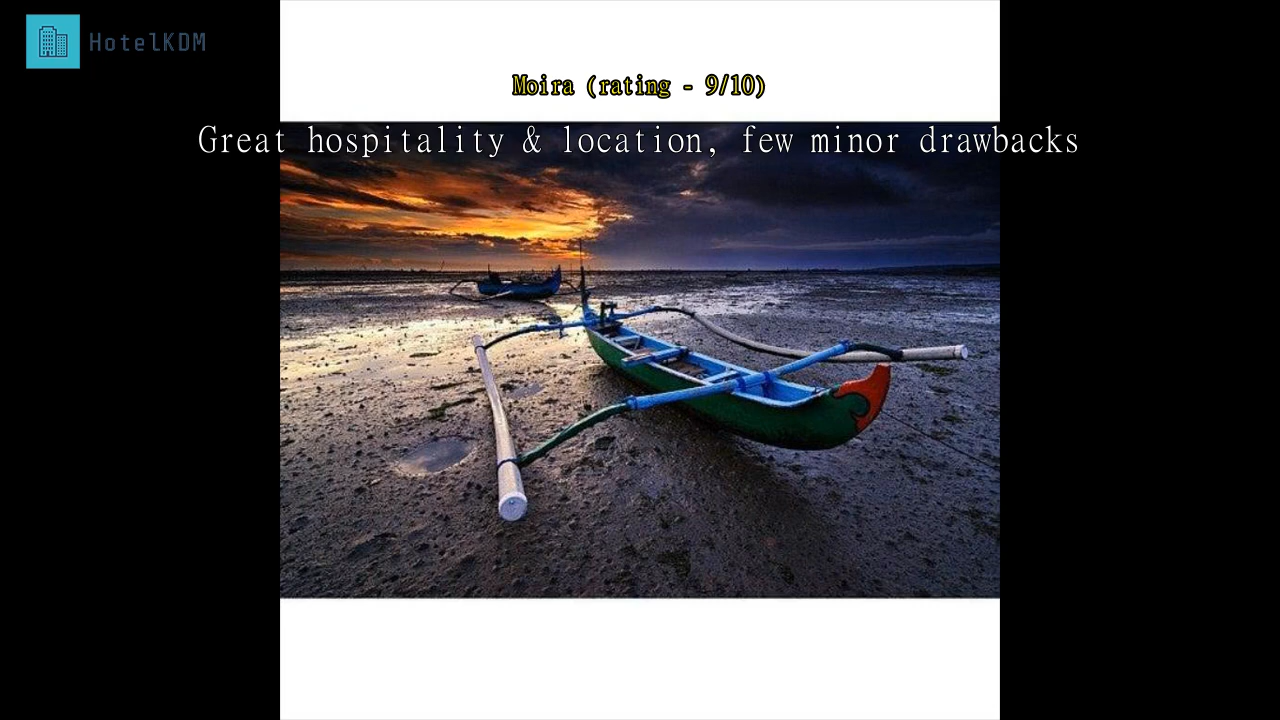 HotelKDM
Moira (rating - 9/10)
Great hospitality & location, few minor drawbacks